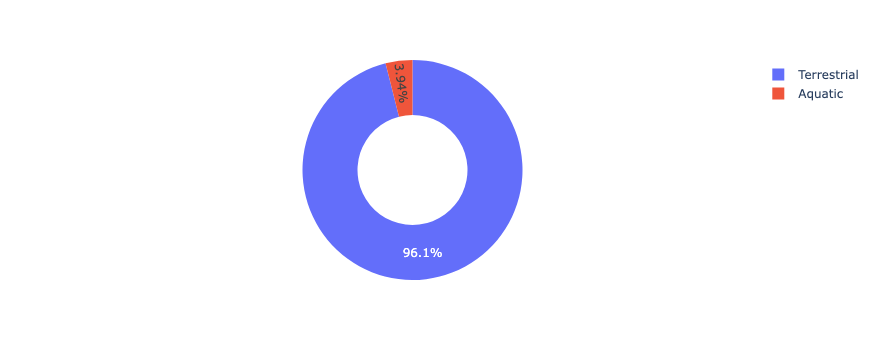 3.94%
96.1%
Terrestrial
Aquatic